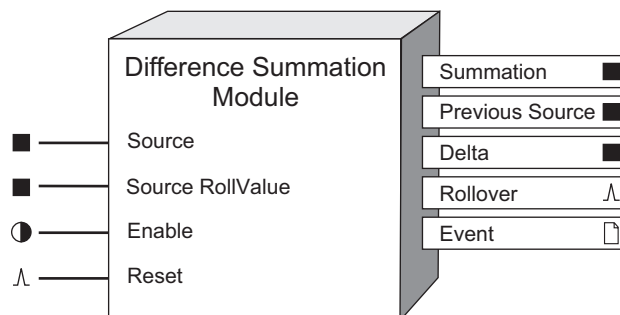 Difference Summation
Module
Source
Source RollValue
Enable
Reset
Summation
Previous Source
Delta
Rollover
Event